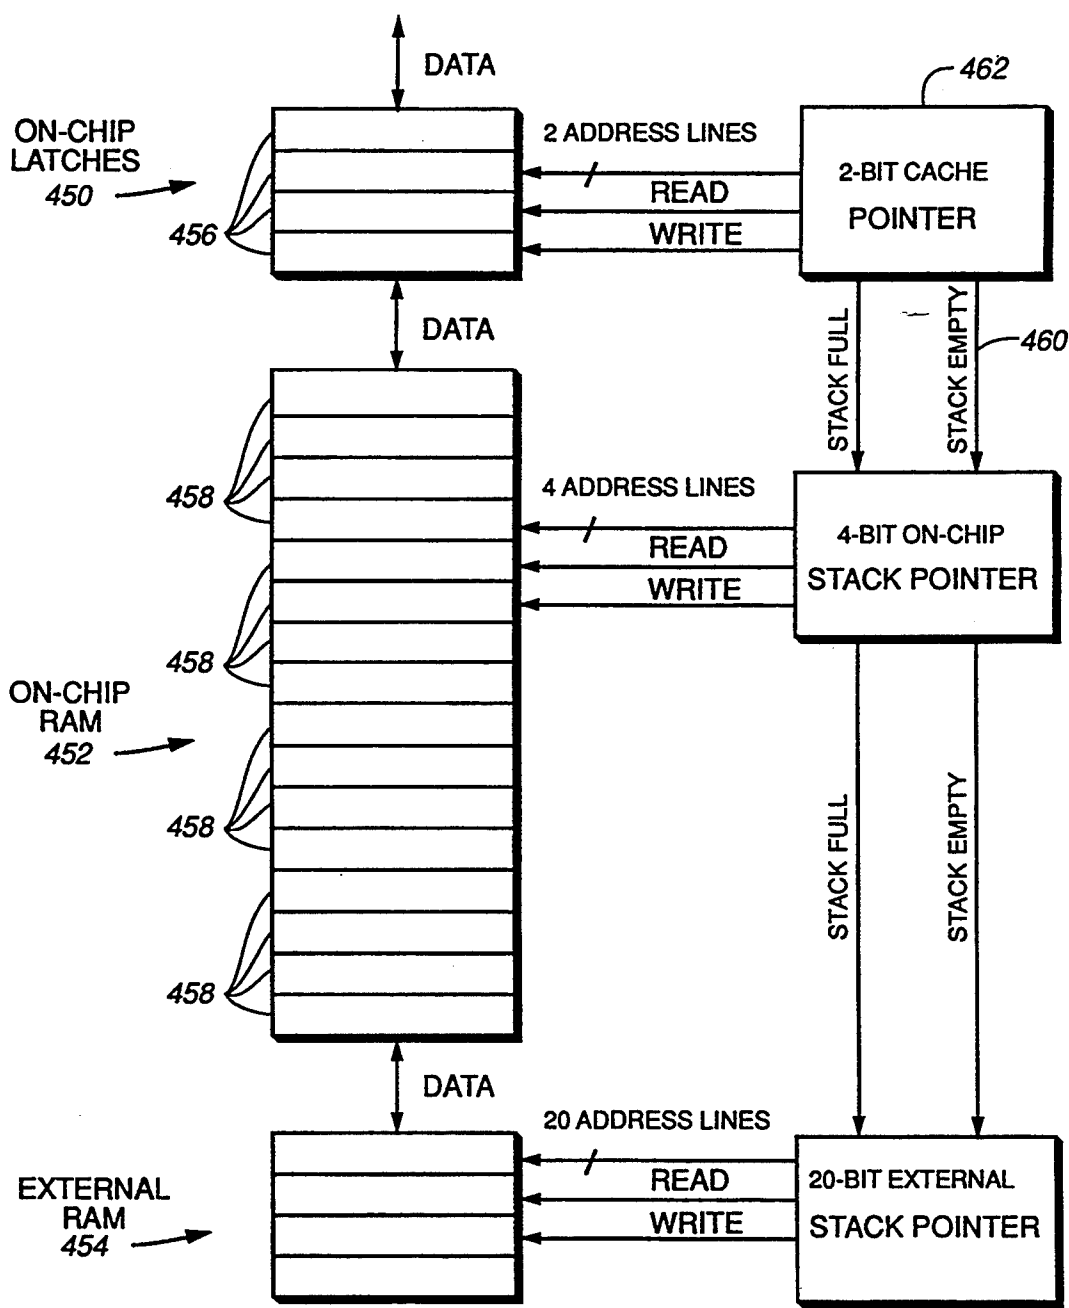 DATA
462
ON-CHIP
LATCHES
450
456
2 ADDRESS LINES
READ
WRITE
2-BIT CACHE
POINTER
DATA
STACK FULL
STACK EMPTY
460
458
4 ADDRESS LINES
READ
WRITE
4-BIT ON-CHIP
STACK POINTER
458
ON-CHIP
RAM
452
458
STACK FULL
STACK EMPTY
458
DATA
20 ADDRESS LINES
READ
WRITE
20-BIT EXTERNAL
STACK POINTER
EXTERNAL
RAM
454